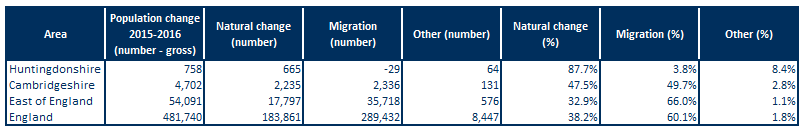 Area Population change 2015-2016 (number - gross) Natural change (number) Migration (number) Other (number) Natural change (%) Migration (%) Other (%)
Huntingdonshire 758 665 -29 64 87.7% 3.8% 8.4%
Cambridgeshire 4,702 2,235 2,336 131 47.5% 49.7% 2.8%
East of England 54,091 17,797 35,718 576 32.9% 66.0% 1.1%
England 481,740 183,861 289,432 8,447 38.2% 60.1% 1.8%